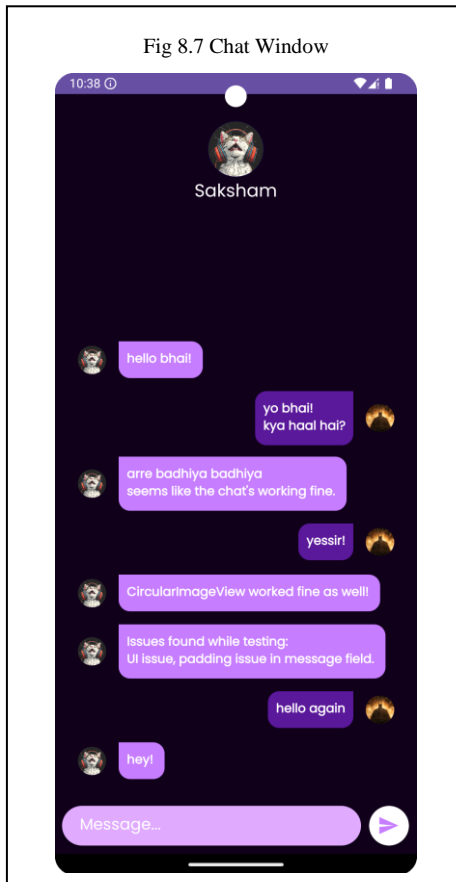 Fig 8.7 Chat Window
10:38
Saksham
hello bhai!
yo bhai!
kya haal hai?
arre badhiya badhiya
seems like the chat's working fine.
yessir!
CircularImageView worked fine as well!
Issues found while testing:
UI issue, padding issue in message field.
hello again
hey!
Message...